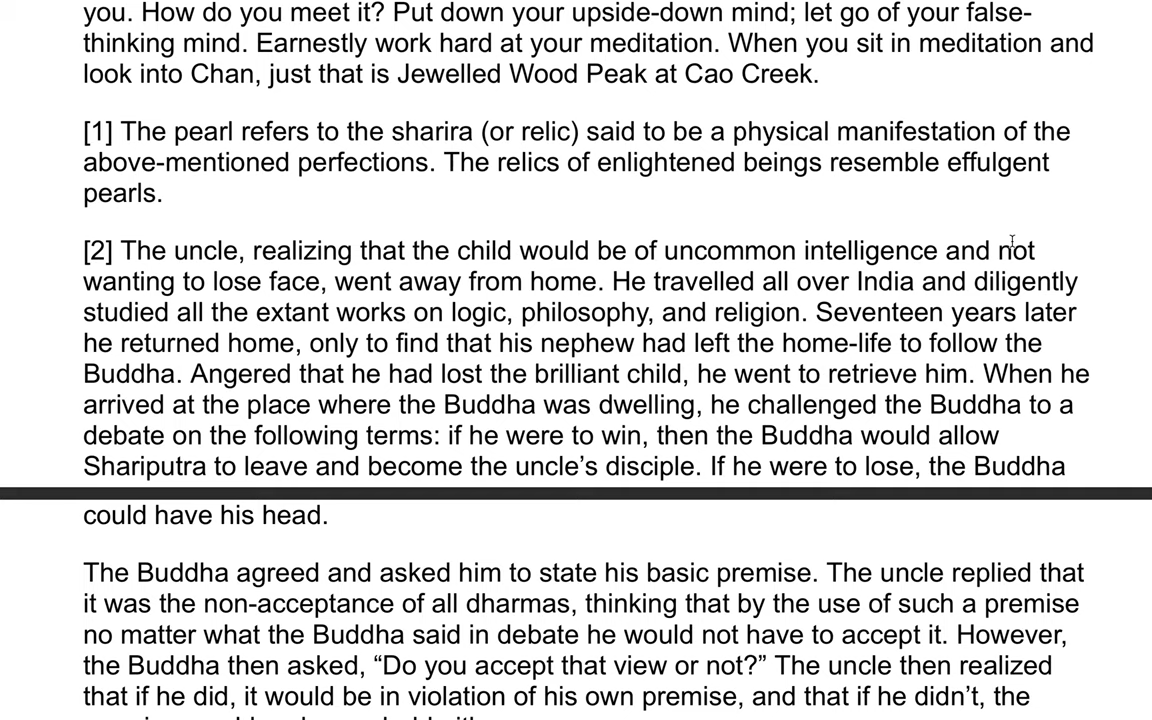 you. How do you meet it? Put down your upside-down mind; let go of your false-
thinking mind. Earnestly work hard at your meditation. When you sit in meditation and
look into Chan, just that is Jewelled Wood Peak at Cao Creek.
[1] The pearl refers to the sharira (or relic) said to be a physical manifestation of the
above-mentioned perfections. The relics of enlightened beings resemble effulgent
pearls.
[2] The uncle, realizing that the child would be of uncommon intelligence and not
wanting to lose face, went away from home. He travelled all over India and diligently
studied all the extant works on logic, philosophy, and religion. Seventeen years later
he returned home, only to find that his nephew had left the home-life to follow the
Buddha. Angered that he had lost the brilliant child, he went to retrieve him. When he
arrived at the place where the Buddha was dwelling, he challenged the Buddha to a
debate on the following terms: if he were to win, then the Buddha would allow
Shariputra to leave and become the uncle’s disciple. If he were to lose, the Buddha
could have his head.
The Buddha agreed and asked him to state his basic premise. The uncle replied that
it was the non-acceptance of all dharmas, thinking that by the use of such a premise
no matter what the Buddha said in debate he would not have to accept it. However,
the Buddha then asked, “Do you accept that view or not?” The uncle then realized
that if he did, it would be in violation of his own premise, and that if he didn’t, the